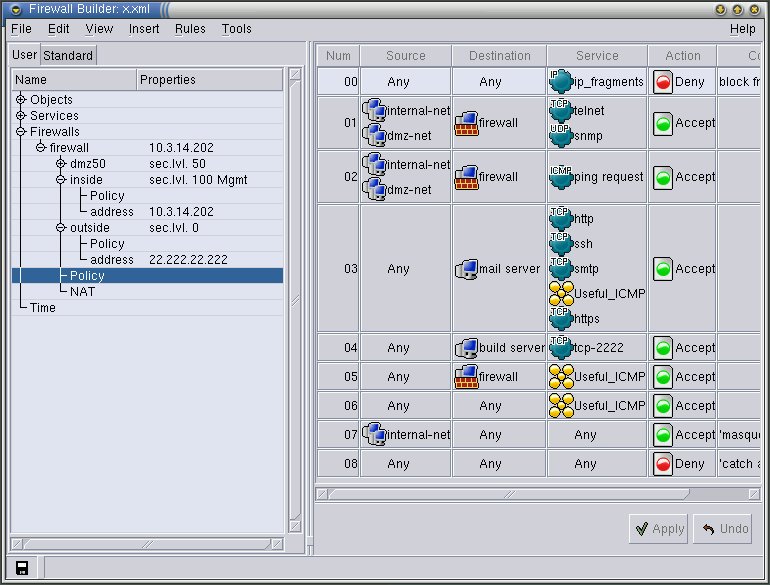 Firewall Builder: x.xml
File Edit View Insert Rules Tools Help
User Standard
Name Properties
Objects
Services
Firewalls
firewall 10.3.14.202
dmz50 sec.lvl. 50
inside sec.lvl. 100 Mgmt
Policy
address 10.3.14.202
outside sec.lvl. 0
Policy
address 22.222.22.222
Policy
NAT
Time
Num Source Destination Service Action Co
00 Any Any IP ip_fragments Deny block fr
01 internal-net dmz-net firewall TCP telnet UDP snmp Accept
02 internal-net dmz-net firewall ICMP ping request Accept
03 Any mail server TCP http TCP ssh TCP smtp Useful_ICMP TCP https Accept
04 Any build server TCP tcp-2222 Accept
05 Any firewall Useful_ICMP Accept
06 Any Any Useful_ICMP Accept
07 internal-net Any Any Accept 'masque
08 Any Any Any Deny 'catch a
Apply Undo